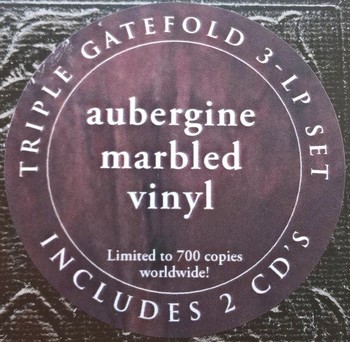 TRIPLE GATEFOLD 3-LP SET
aubergine
marbled
vinyl
Limited to 700 copies
worldwide!
INCLUDES 2 CD'S